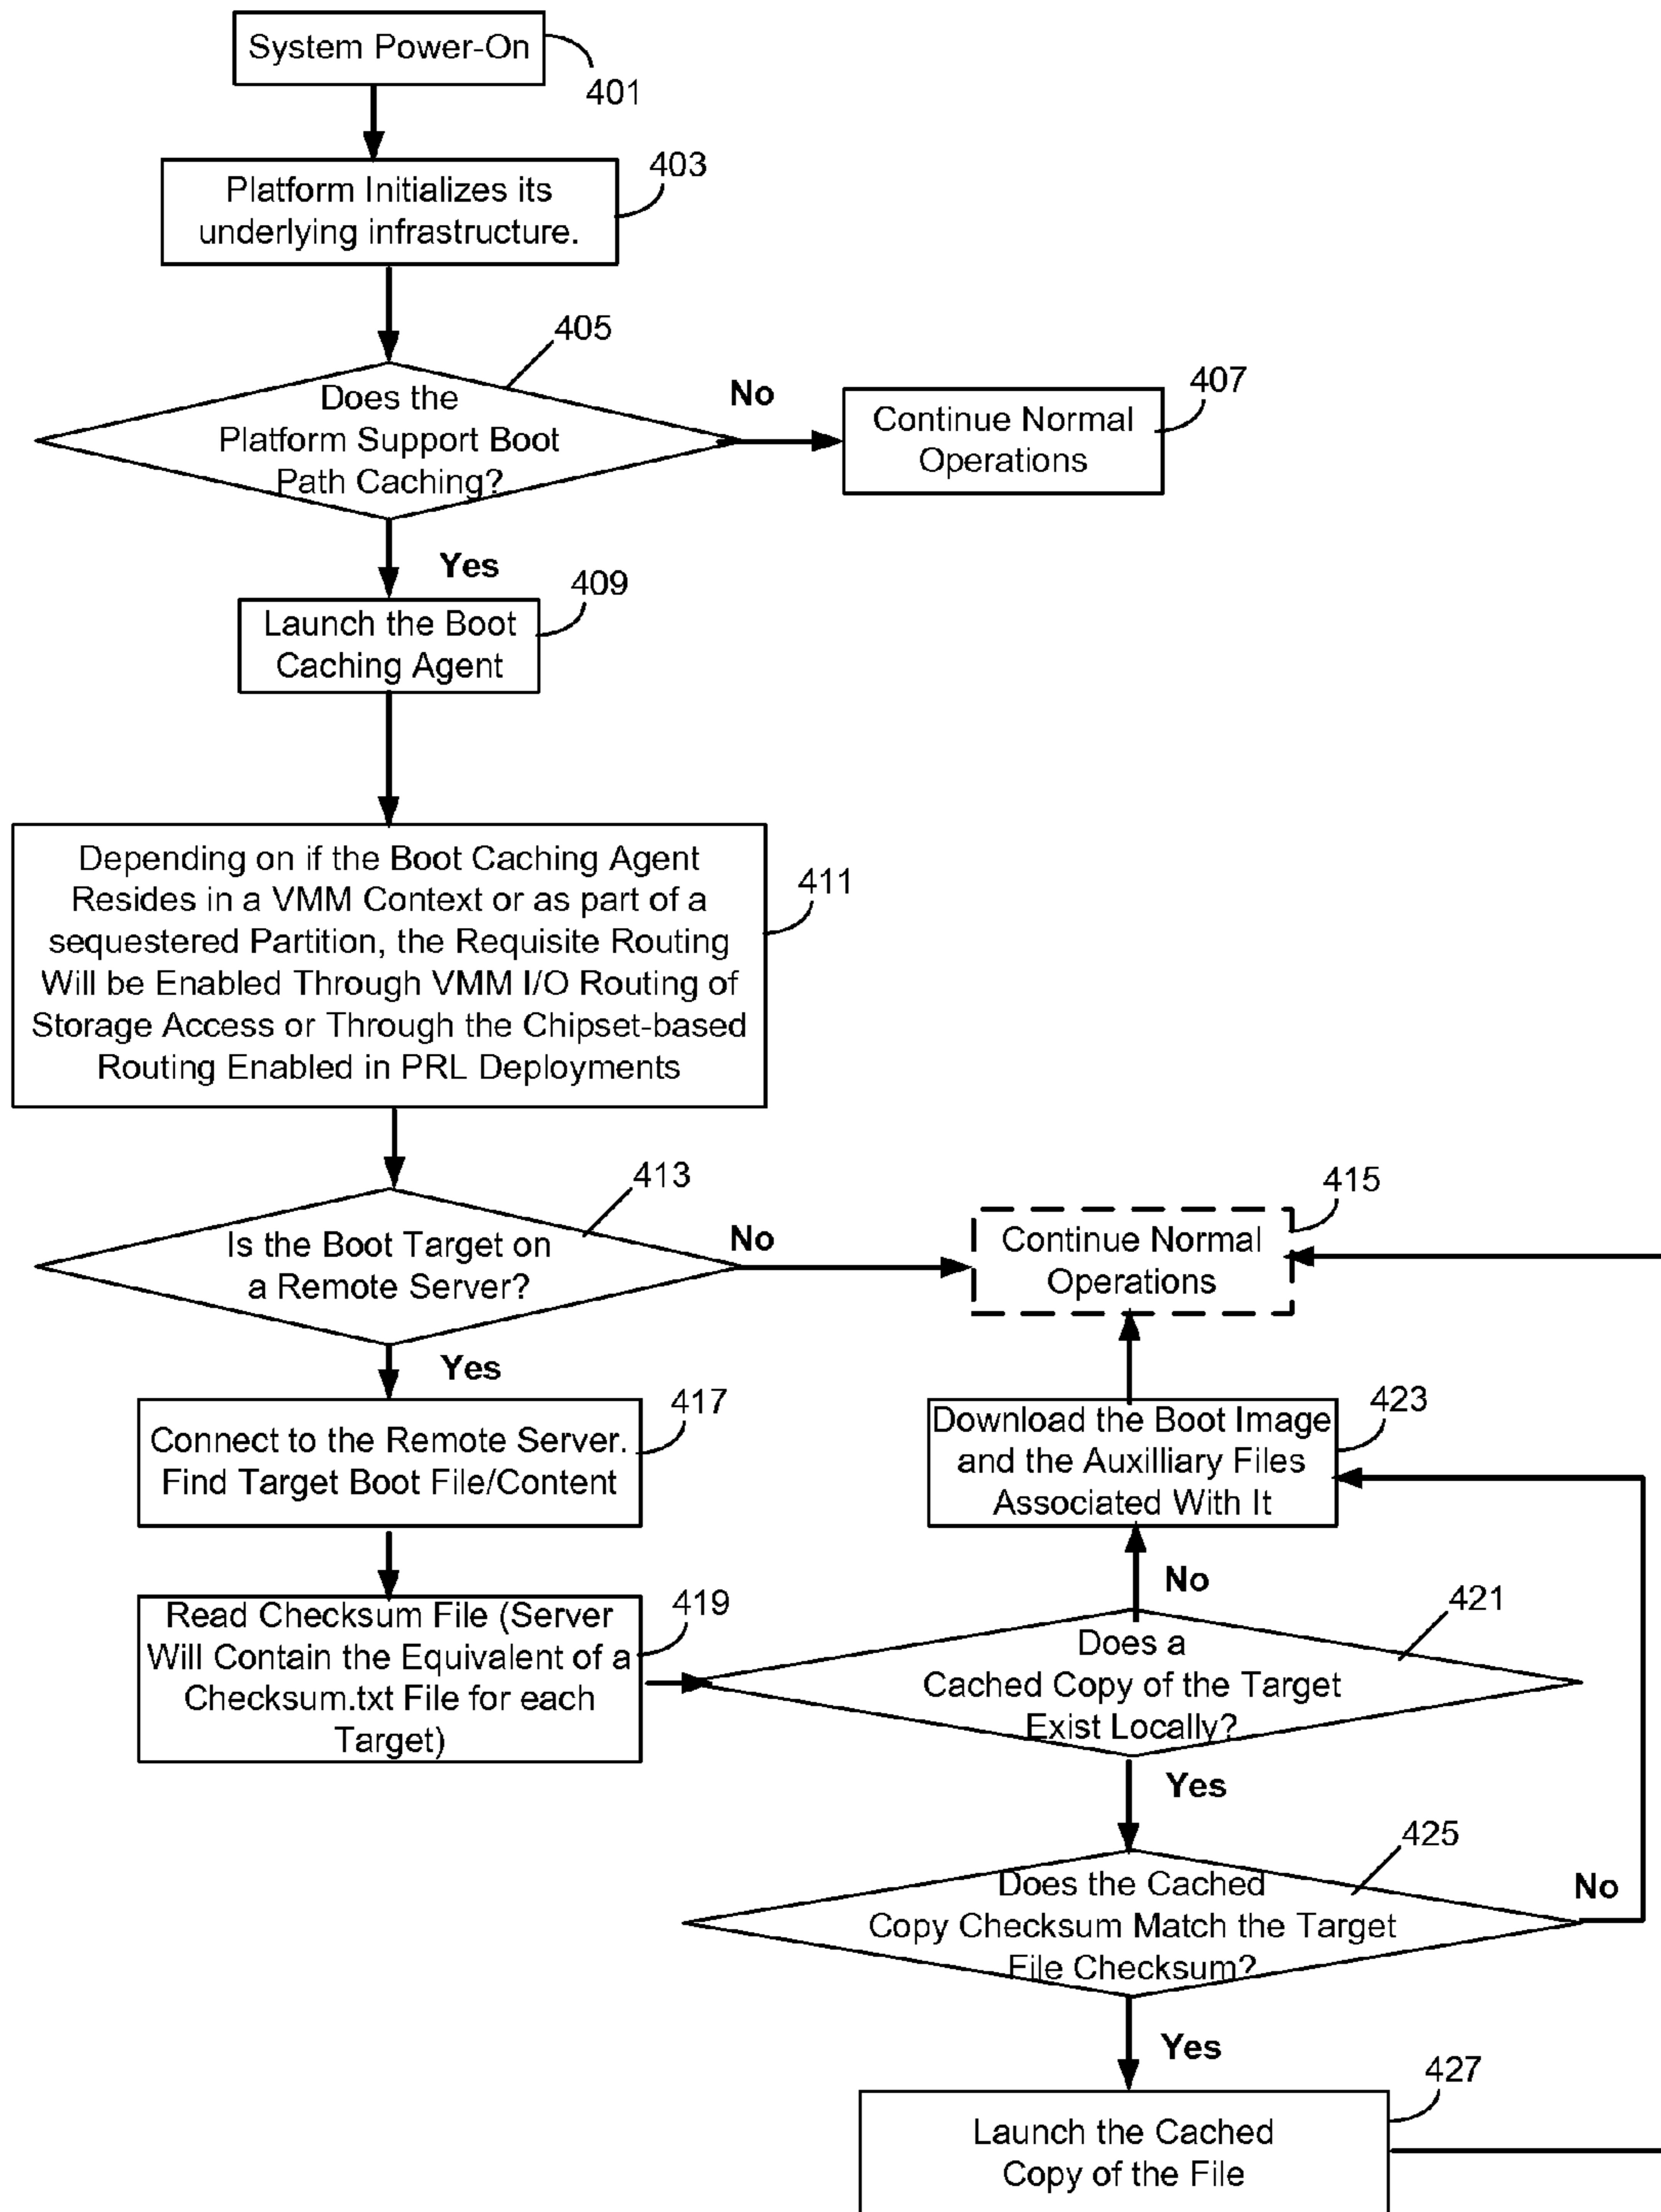 System Power-On
401
Platform Initializes its
underlying infrastructure.
403
Does the
Platform Support Boot
Path Caching?
405
No
Continue Normal
Operations
407
Yes
Launch the Boot
Caching Agent
409
Depending on if the Boot Caching Agent
Resides in a VMM Context or as part of a
sequestered Partition, the Requisite Routing
Will be Enabled Through VMM I/O Routing of
Storage Access or Through the Chipset-based
Routing Enabled in PRL Deployments
411
Is the Boot Target on
a Remote Server?
413
No
Continue Normal
Operations
415
Yes
Connect to the Remote Server.
Find Target Boot File/Content
417
Read Checksum File (Server
Will Contain the Equivalent of a
Checksum.txt File for each
Target)
419
Does a
Cached Copy of the Target
Exist Locally?
421
No
Download the Boot Image
and the Auxilliary Files
Associated With It
423
Yes
Does the Cached
Copy Checksum Match the Target
File Checksum?
425
No
Yes
Launch the Cached
Copy of the File
427